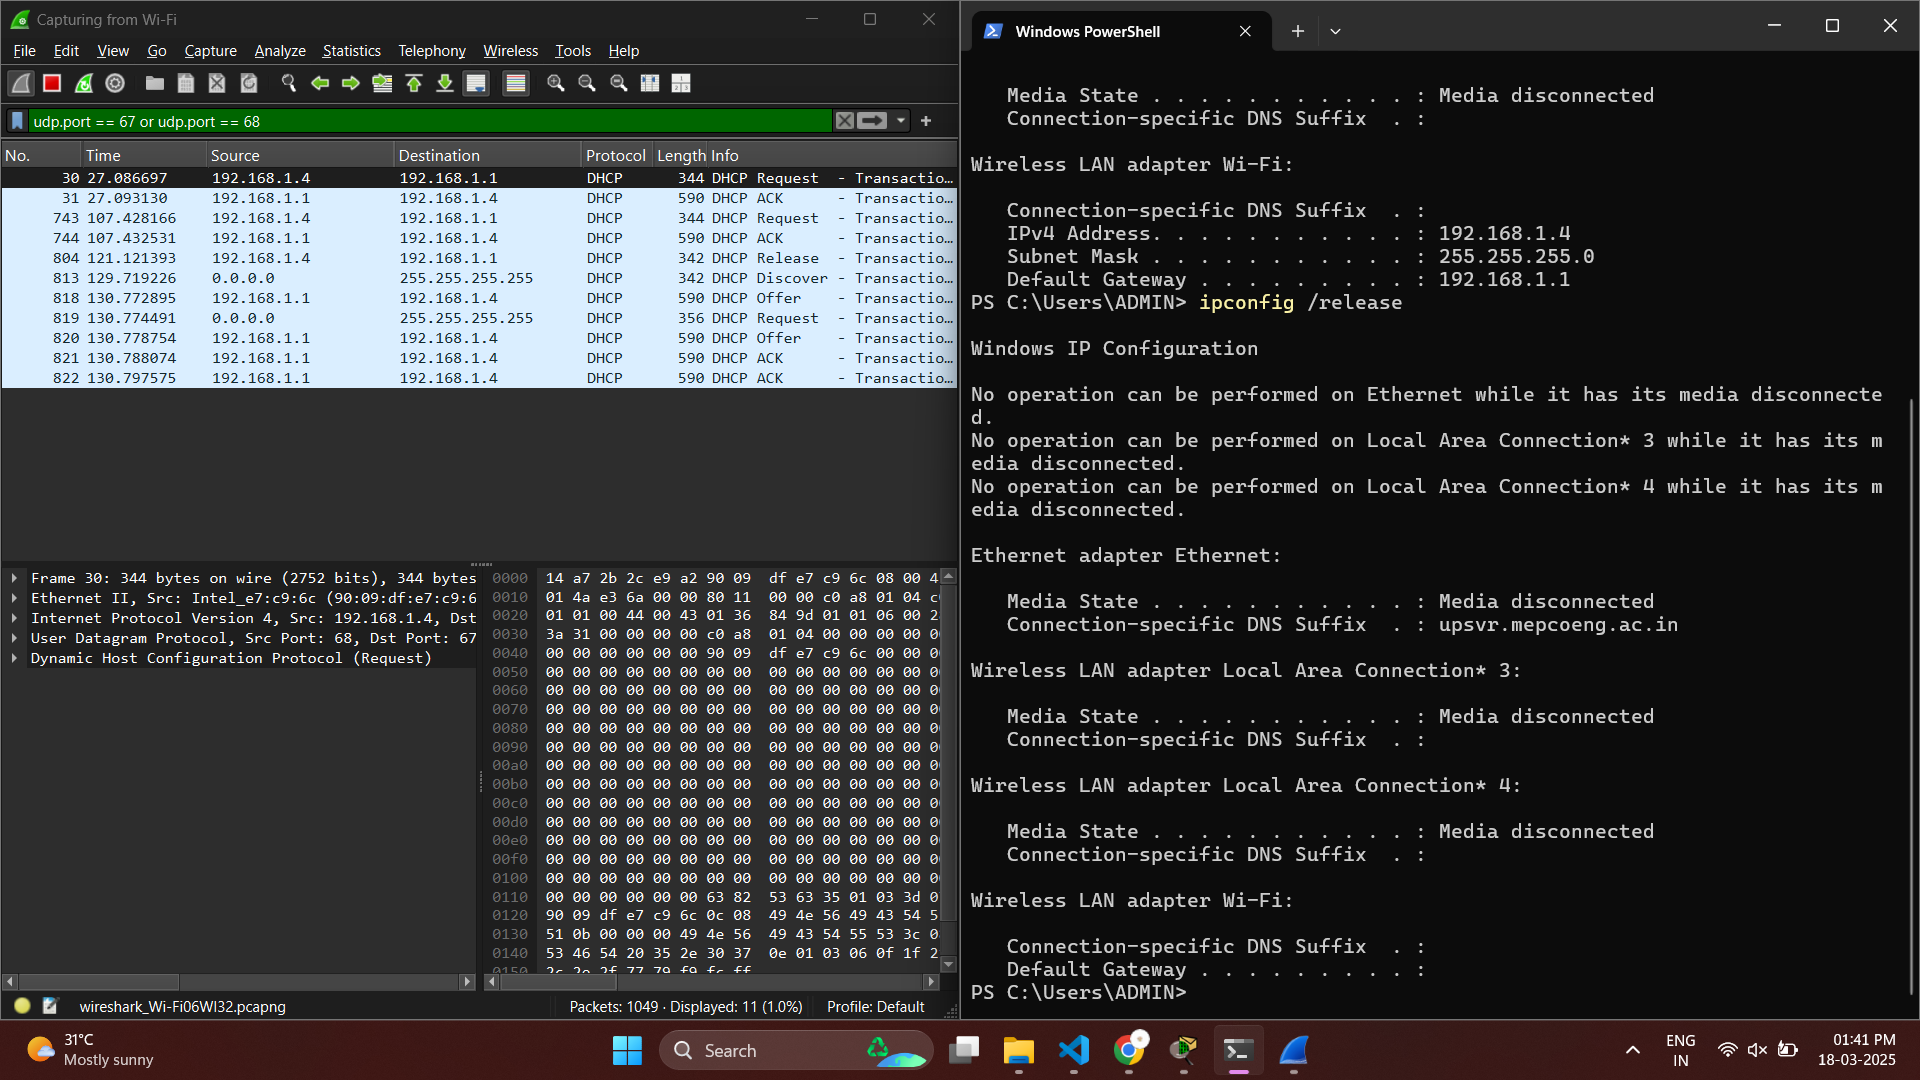 Capturing from Wi-Fi
File Edit View Go Capture Analyze Statistics Telephony Wireless Tools Help
udp.port == 67 or udp.port == 68
No. Time Source Destination Protocol Length Info
30 27.086697 192.168.1.4 192.168.1.1 DHCP 344 DHCP Request - Transactio…
31 27.093130 192.168.1.1 192.168.1.4 DHCP 590 DHCP ACK - Transactio…
743 107.428166 192.168.1.4 192.168.1.1 DHCP 344 DHCP Request - Transactio…
744 107.432531 192.168.1.1 192.168.1.4 DHCP 590 DHCP ACK - Transactio…
804 121.121393 192.168.1.4 192.168.1.1 DHCP 342 DHCP Release - Transactio…
813 129.719226 0.0.0.0 255.255.255.255 DHCP 342 DHCP Discover - Transactio…
818 130.772895 192.168.1.1 192.168.1.4 DHCP 590 DHCP Offer - Transactio…
819 130.774491 0.0.0.0 255.255.255.255 DHCP 356 DHCP Request - Transactio…
820 130.778754 192.168.1.1 192.168.1.4 DHCP 590 DHCP Offer - Transactio…
821 130.788074 192.168.1.1 192.168.1.4 DHCP 590 DHCP ACK - Transactio…
822 130.797575 192.168.1.1 192.168.1.4 DHCP 590 DHCP ACK - Transactio…
Frame 30: 344 bytes on wire (2752 bits), 344 bytes
Ethernet II, Src: Intel_e7:c9:6c (90:09:df:e7:c9:6
Internet Protocol Version 4, Src: 192.168.1.4, Dst
User Datagram Protocol, Src Port: 68, Dst Port: 67
Dynamic Host Configuration Protocol (Request)
0000 14 a7 2b 2c e9 a2 90 09 df e7 c9 6c 08 00 4
0010 01 4a e3 6a 00 00 80 11 00 00 c0 a8 01 04 c
0020 01 01 00 44 00 43 01 36 84 9d 01 01 06 00 2
0030 3a 31 00 00 00 00 c0 a8 01 04 00 00 00 00 0
0040 00 00 00 00 00 00 90 09 df e7 c9 6c 00 00 0
0050 00 00 00 00 00 00 00 00 00 00 00 00 00 00 0
0060 00 00 00 00 00 00 00 00 00 00 00 00 00 00 0
0070 00 00 00 00 00 00 00 00 00 00 00 00 00 00 0
0080 00 00 00 00 00 00 00 00 00 00 00 00 00 00 0
0090 00 00 00 00 00 00 00 00 00 00 00 00 00 00 0
00a0 00 00 00 00 00 00 00 00 00 00 00 00 00 00 0
00b0 00 00 00 00 00 00 00 00 00 00 00 00 00 00 0
00c0 00 00 00 00 00 00 00 00 00 00 00 00 00 00 0
00d0 00 00 00 00 00 00 00 00 00 00 00 00 00 00 0
00e0 00 00 00 00 00 00 00 00 00 00 00 00 00 00 0
00f0 00 00 00 00 00 00 00 00 00 00 00 00 00 00 0
0100 00 00 00 00 00 00 00 00 00 00 00 00 00 00 0
0110 00 00 00 00 00 00 63 82 53 63 35 01 03 3d 0
0120 90 09 df e7 c9 6c 0c 08 49 4e 56 49 43 54 5
0130 51 0b 00 00 00 49 4e 56 49 43 54 55 53 3c 0
0140 53 46 54 20 35 2e 30 37 0e 01 03 06 0f 1f 2
0150 2c 2e 2f 77 79 f9 fc ff
wireshark_Wi-Fi06WI32.pcapng
Packets: 1049 · Displayed: 11 (1.0%)
Profile: Default
Windows PowerShell
Media State . . . . . . . . . . . : Media disconnected
Connection-specific DNS Suffix . :
Wireless LAN adapter Wi-Fi:
Connection-specific DNS Suffix . :
IPv4 Address. . . . . . . . . . . : 192.168.1.4
Subnet Mask . . . . . . . . . . . : 255.255.255.0
Default Gateway . . . . . . . . . : 192.168.1.1
PS C:\Users\ADMIN> ipconfig /release
Windows IP Configuration
No operation can be performed on Ethernet while it has its media disconnecte
d.
No operation can be performed on Local Area Connection* 3 while it has its m
edia disconnected.
No operation can be performed on Local Area Connection* 4 while it has its m
edia disconnected.
Ethernet adapter Ethernet:
Media State . . . . . . . . . . . : Media disconnected
Connection-specific DNS Suffix . : upsvr.mepcoeng.ac.in
Wireless LAN adapter Local Area Connection* 3:
Media State . . . . . . . . . . . : Media disconnected
Connection-specific DNS Suffix . :
Wireless LAN adapter Local Area Connection* 4:
Media State . . . . . . . . . . . : Media disconnected
Connection-specific DNS Suffix . :
Wireless LAN adapter Wi-Fi:
Connection-specific DNS Suffix . :
Default Gateway . . . . . . . . . :
PS C:\Users\ADMIN>
31°C
Mostly sunny
Search
ENG
IN
01:41 PM
18-03-2025